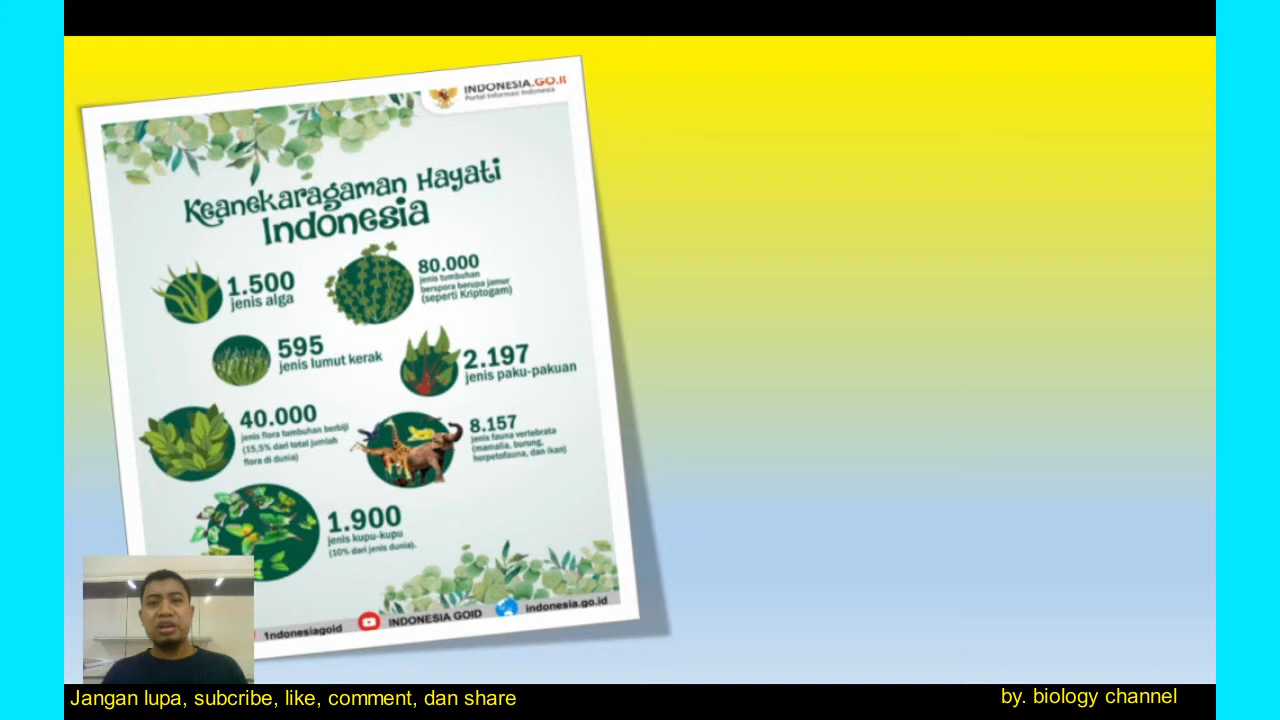 INDONESIA.GO.I
Portal Informasi Indonesia
Keanekaragaman Hayati
Indonesia
1.500
jenis alga
80.000
jenis tumbuhan
berspora berupa jamur
(seperti Kriptogam)
595
jenis lumut kerak
2.197
jenis paku-pakuan
40.000
jenis flora tumbuhan berbiji
(15,5% dari total jumlah
flora di dunia)
8.157
jenis fauna vertebrata
(mamalia, burung,
herpetofauna, dan ikan)
1.900
jenis kupu-kupu
(10% dari jenis dunia).
1ndonesiagoid
INDONESIA GOID
indonesia.go.id
Jangan lupa, subcribe, like, comment, dan share
by. biology channel